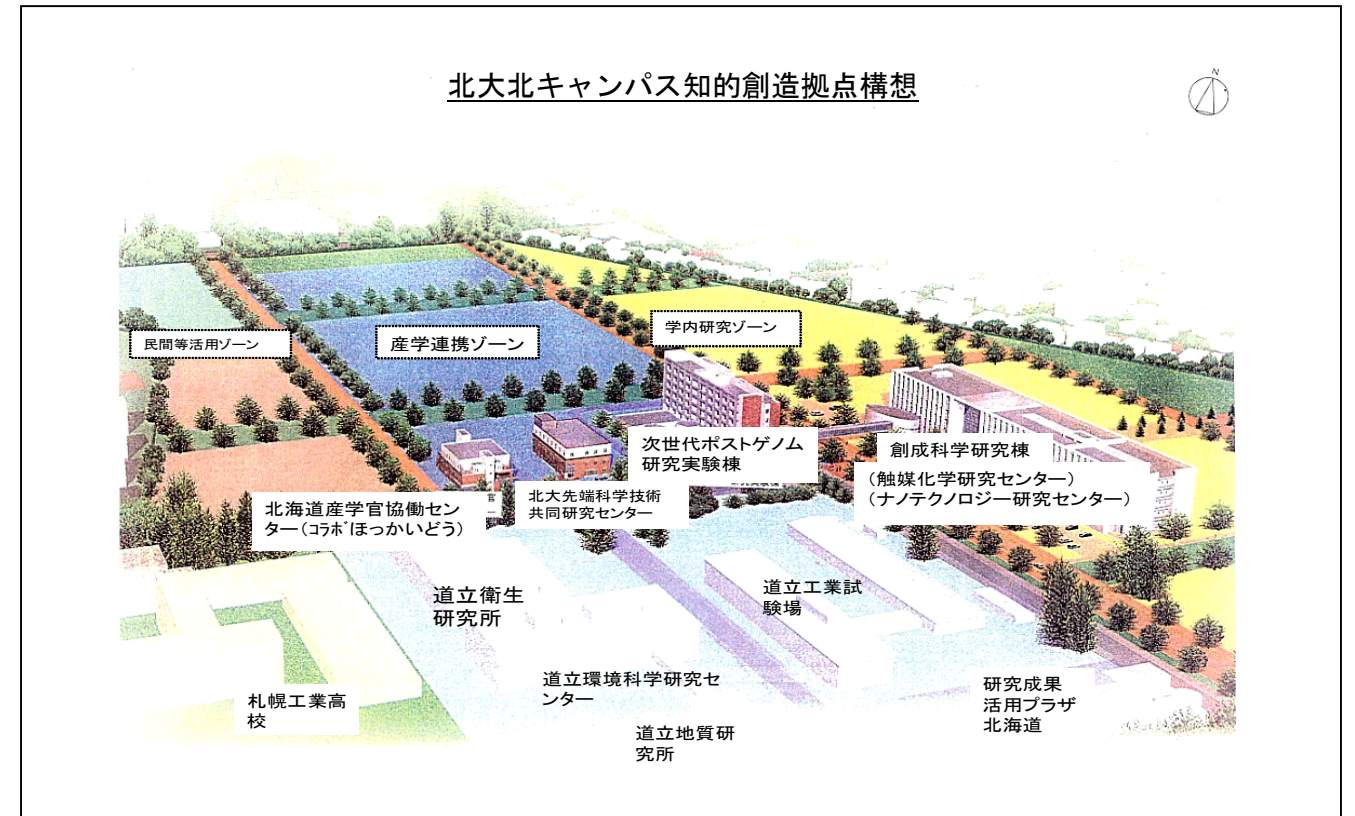 北大北キャンパス知的創造拠点構想
N
民間等活用ゾーン
産学連携ゾーン
学内研究ゾーン
次世代ポストゲノム
研究実験棟
創成科学研究棟
(触媒化学研究センター)
(ナノテクノロジー研究センター)
北海道産学官協働セン
ター(コラボほっかいどう)
北大先端科学技術
共同研究センター
道立衛生
研究所
道立工業試
験場
道立環境科学研究セ
ンター
道立地質研
究所
札幌工業高
校
研究成果
活用プラザ
北海道